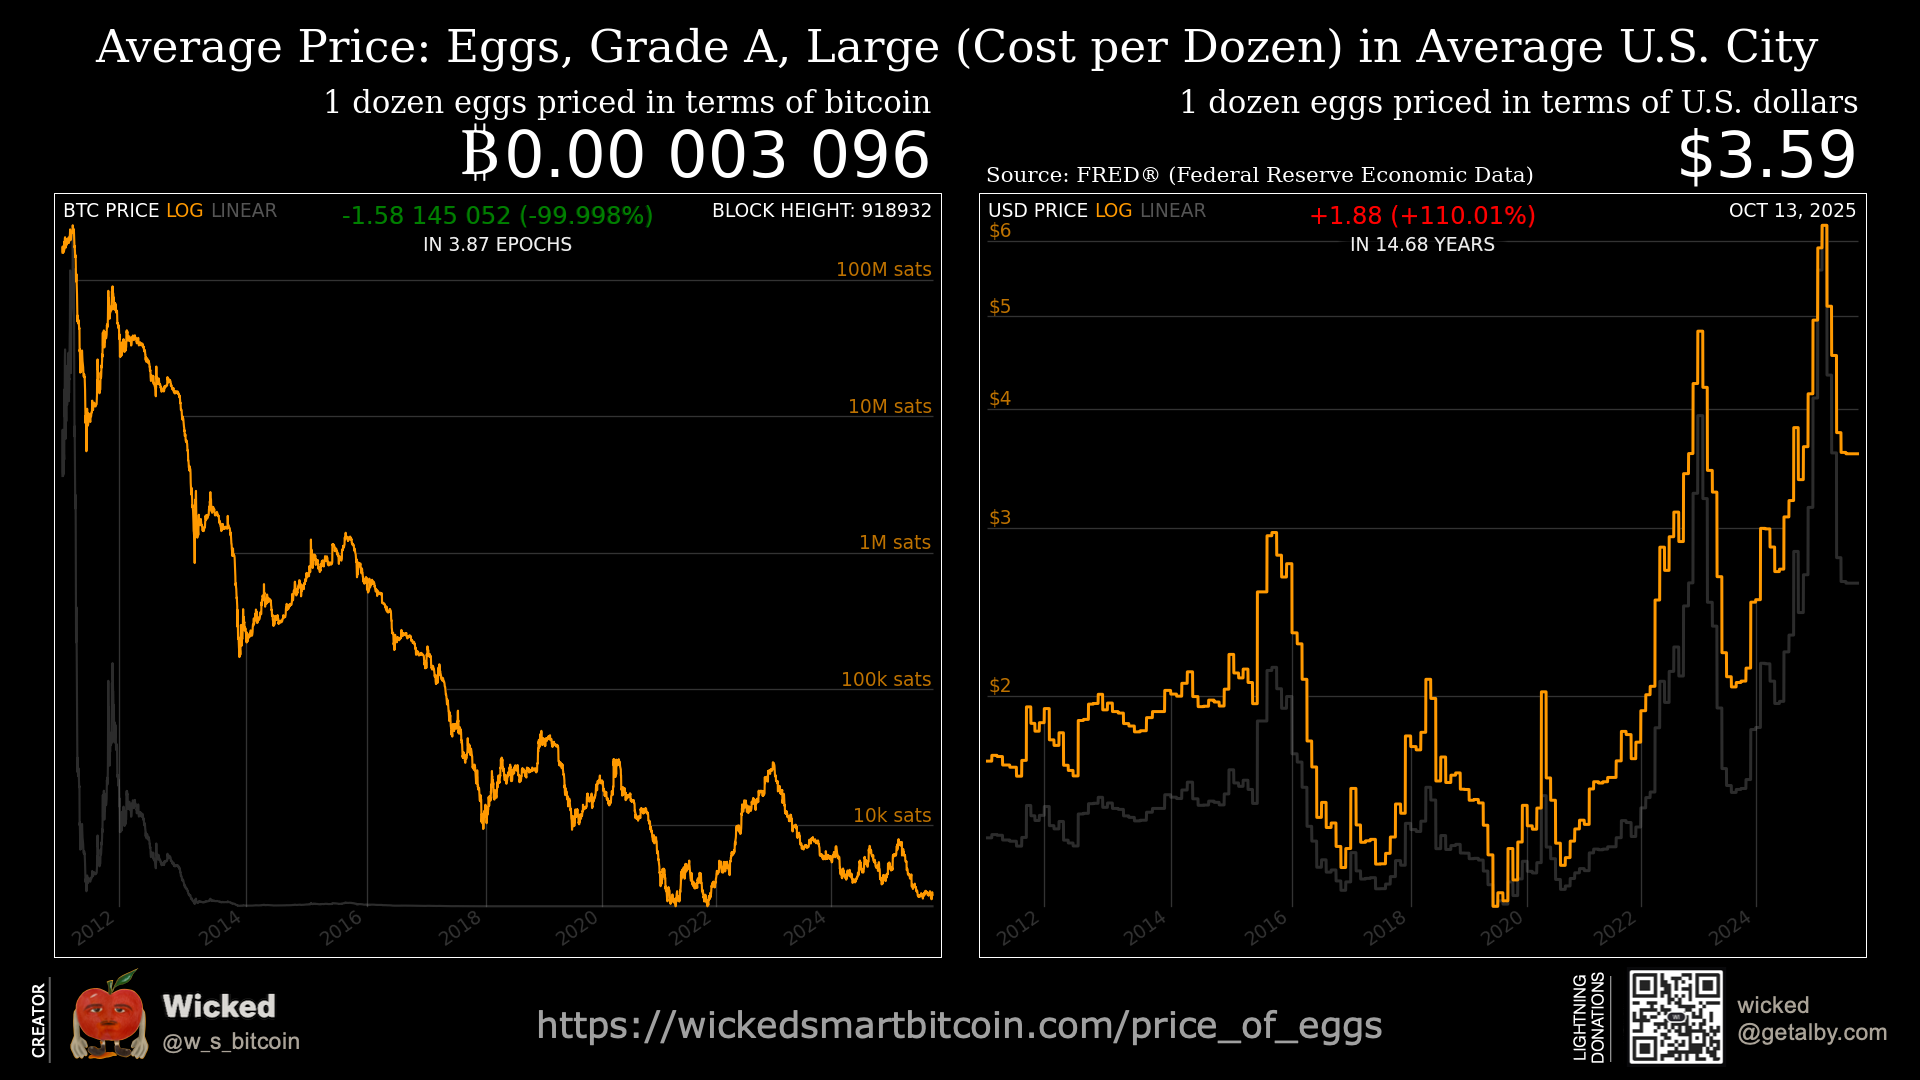 Average Price: Eggs, Grade A, Large (Cost per Dozen) in Average U.S. City
1 dozen eggs priced in terms of bitcoin
₿0.00 003 096
1 dozen eggs priced in terms of U.S. dollars
$3.59
Source: FRED® (Federal Reserve Economic Data)
BTC PRICE LOG LINEAR
-1.58 145 052 (-99.998%)
IN 3.87 EPOCHS
BLOCK HEIGHT: 918932
100M sats
10M sats
1M sats
100k sats
10k sats
2012
2014
2016
2018
2020
2022
2024
USD PRICE LOG LINEAR
+1.88 (+110.01%)
IN 14.68 YEARS
OCT 13, 2025
$6
$5
$4
$3
$2
2012
2014
2016
2018
2020
2022
2024
CREATOR
Wicked
@w_s_bitcoin
https://wickedsmartbitcoin.com/price_of_eggs
LIGHTNING
DONATIONS
wicked
@getalby.com